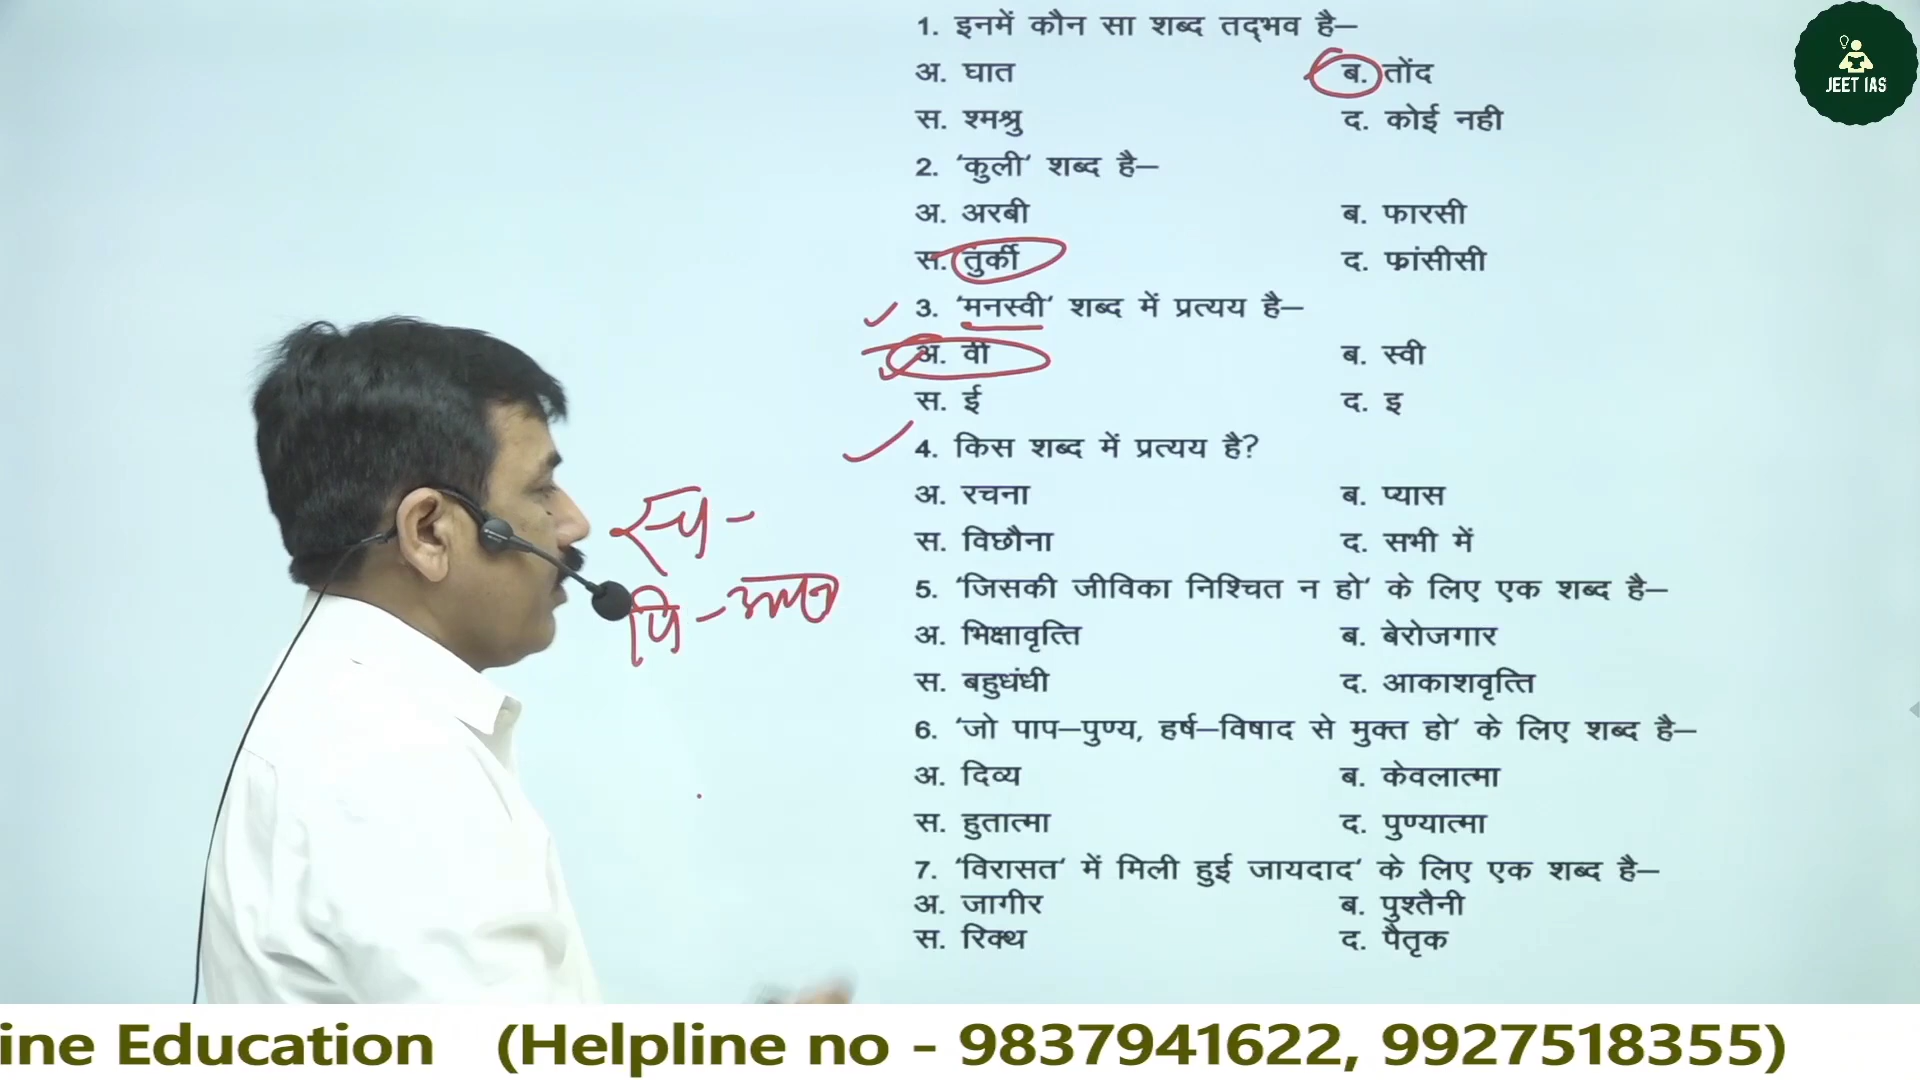 1. इनमें कौन सा शब्द तद्भव है–
अ. घात ब. तोंद
स. श्मश्रु द. कोई नही
2. 'कुली' शब्द है–
अ. अरबी ब. फारसी
स. तुर्की द. फ्रांसीसी
3. 'मनस्वी' शब्द में प्रत्यय है–
अ. वी ब. स्वी
स. ई द. इ
4. किस शब्द में प्रत्यय है?
अ. रचना ब. प्यास
स. विछौना द. सभी में
5. 'जिसकी जीविका निश्चित न हो' के लिए एक शब्द है–
अ. भिक्षावृत्ति ब. बेरोजगार
स. बहुधंधी द. आकाशवृत्ति
6. 'जो पाप–पुण्य, हर्ष–विषाद से मुक्त हो' के लिए शब्द है–
अ. दिव्य ब. केवलात्मा
स. हुतात्मा द. पुण्यात्मा
7. 'विरासत' में मिली हुई जायदाद' के लिए एक शब्द है–
अ. जागीर ब. पुश्तैनी
स. रिक्थ द. पैतृक
JEET IAS
ine Education (Helpline no - 9837941622, 9927518355)